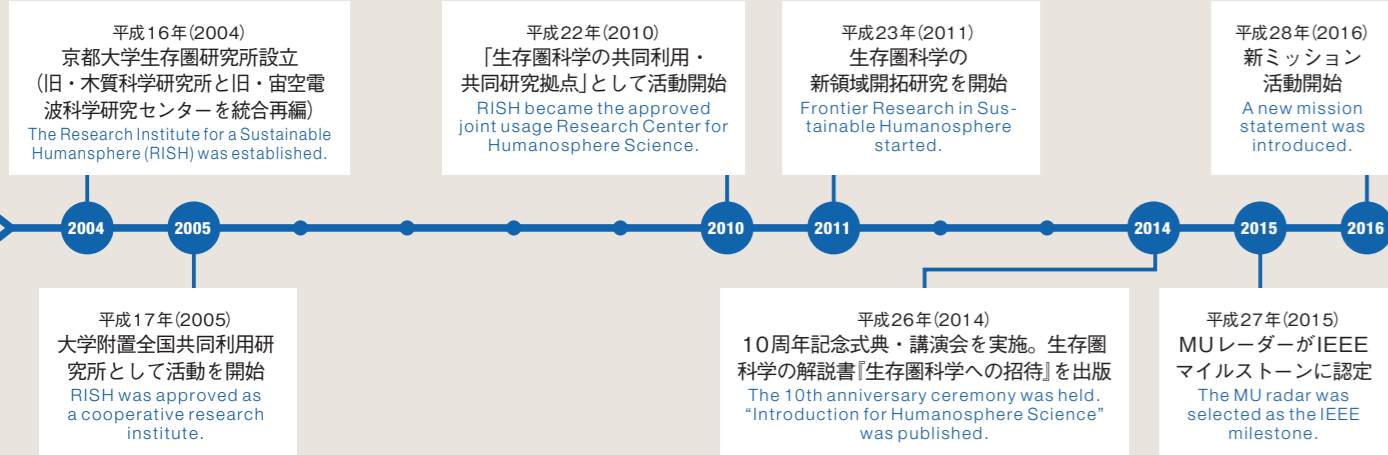 平成16年(2004)
京都大学生存圏研究所設立
(旧・木質科学研究所と旧・宙空電
波科学研究センターを統合再編)
The Research Institute for a Sustainable
Humansphere (RISH) was established.
平成22年(2010)
「生存圏科学の共同利用・
共同研究拠点」として活動開始
RISH became the approved
joint usage Research Center for
Humanosphere Science.
平成23年(2011)
生存圏科学の
新領域開拓研究を開始
Frontier Research in Sus-
tainable Humanosphere
started.
平成28年(2016)
新ミッション
活動開始
A new mission
statement was
introduced.
2004
2005
2010
2011
2014
2015
2016
平成17年(2005)
大学附置全国共同利用研
究所として活動を開始
RISH was approved as
a cooperative research
institute.
平成26年(2014)
10周年記念式典・講演会を実施。生存圏
科学の解説書『生存圏科学への招待』を出版
The 10th anniversary ceremony was held.
“Introduction for Humanosphere Science”
was published.
平成27年(2015)
MUレーダーがIEEE
マイルストーンに認定
The MU radar was
selected as the IEEE
milestone.